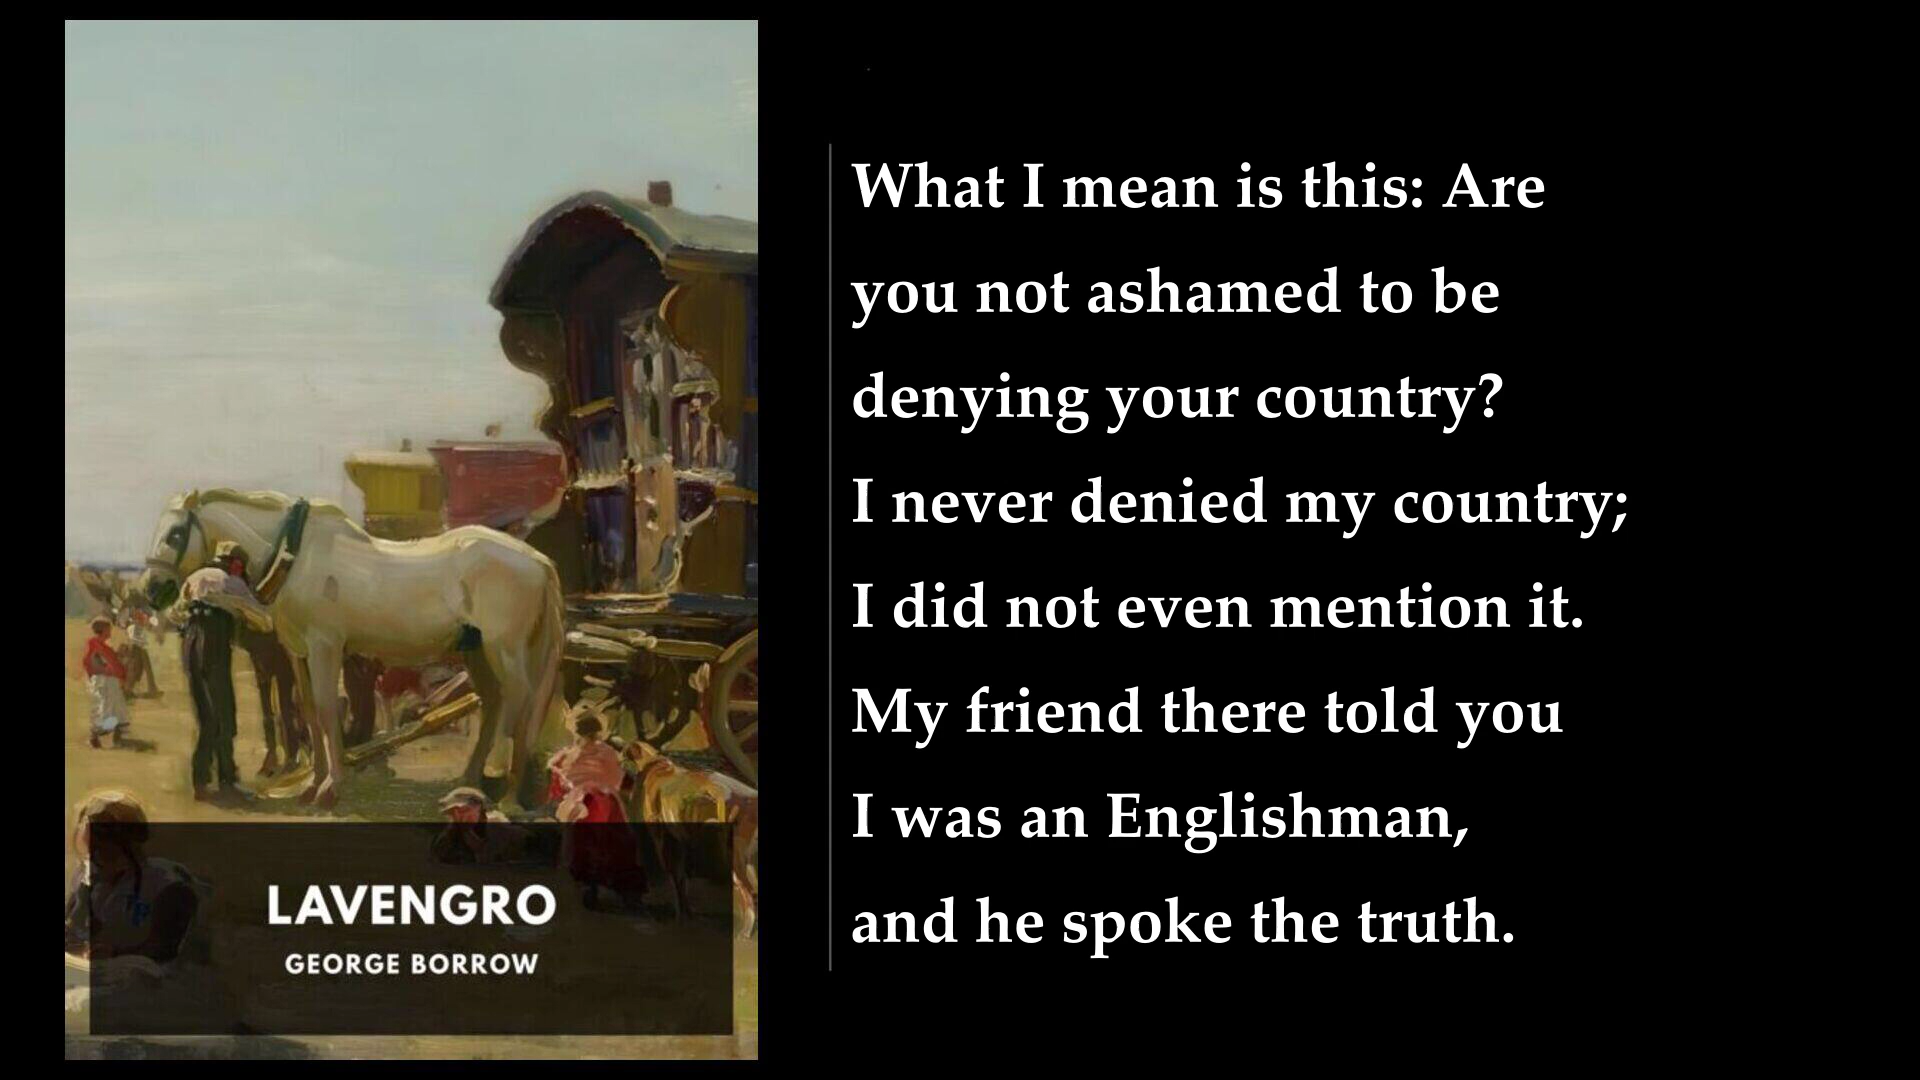 LAVENGRO
GEORGE BORROW
What I mean is this: Are
you not ashamed to be
denying your country?
I never denied my country;
I did not even mention it.
My friend there told you
I was an Englishman,
and he spoke the truth.